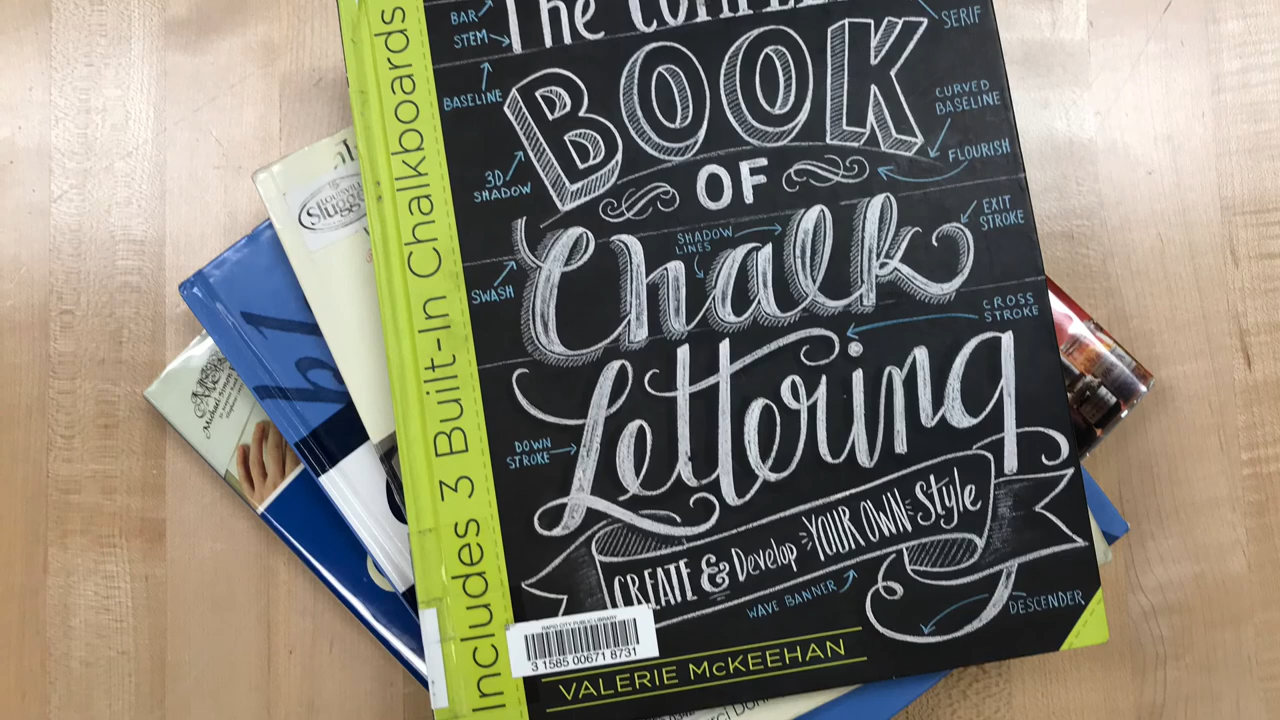 The
BAR
STEM
SERIF
BOOK
BASELINE
CURVED
BASELINE
3D
SHADOW
FLOURISH
OF
EXIT
STROKE
SHADOW
LINES
Chalk
SWASH
CROSS
STROKE
Lettering
DOWN
STROKE
CREATE & Develop YOUR OWN Style
WAVE BANNER
DESCENDER
RAPID CITY PUBLIC LIBRARY
3 1585 00671 8731
VALERIE McKEEHAN
Includes 3 Built-In Chalkboards